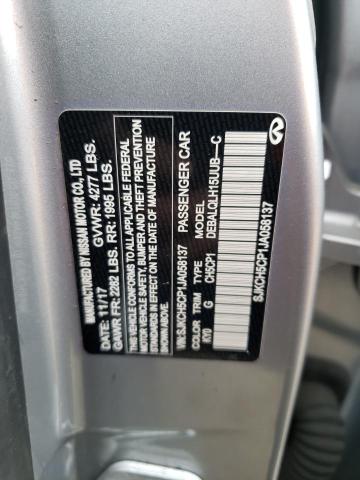 MANUFACTURED BY NISSAN MOTOR CO., LTD
DATE: 11/17 GVWR: 4277 LBS.
GAWR FR: 2282 LBS. RR: 1995 LBS.
THIS VEHICLE CONFORMS TO ALL APPLICABLE FEDERAL
MOTOR VEHICLE SAFETY, BUMPER AND THEFT PREVENTION
STANDARDS IN EFFECT ON THE DATE OF MANUFACTURE
SHOWN ABOVE.
VIN: SJKCH5CP1JA058137 PASSENGER CAR
COLOR TRIM TYPE MODEL
KY0 G CH5CP1 DEBALQLH15UUB--C
SJKCH5CP1JA058137